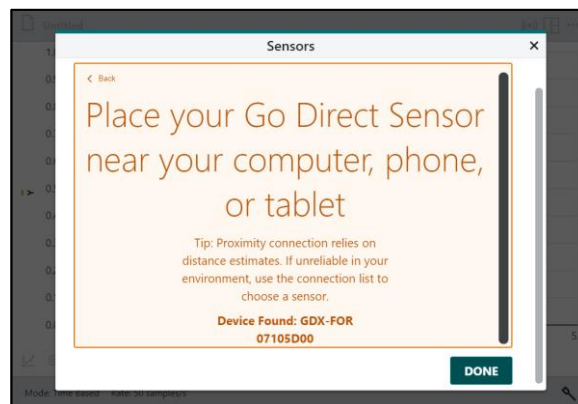 Untitled
Sensors
< Back
Place your Go Direct Sensor
near your computer, phone,
or tablet
Tip: Proximity connection relies on
distance estimates. If unreliable in your
environment, use the connection list to
choose a sensor.
Device Found: GDX-FOR
07105D00
DONE
Mode: Time Based Rate: 50 samples/s